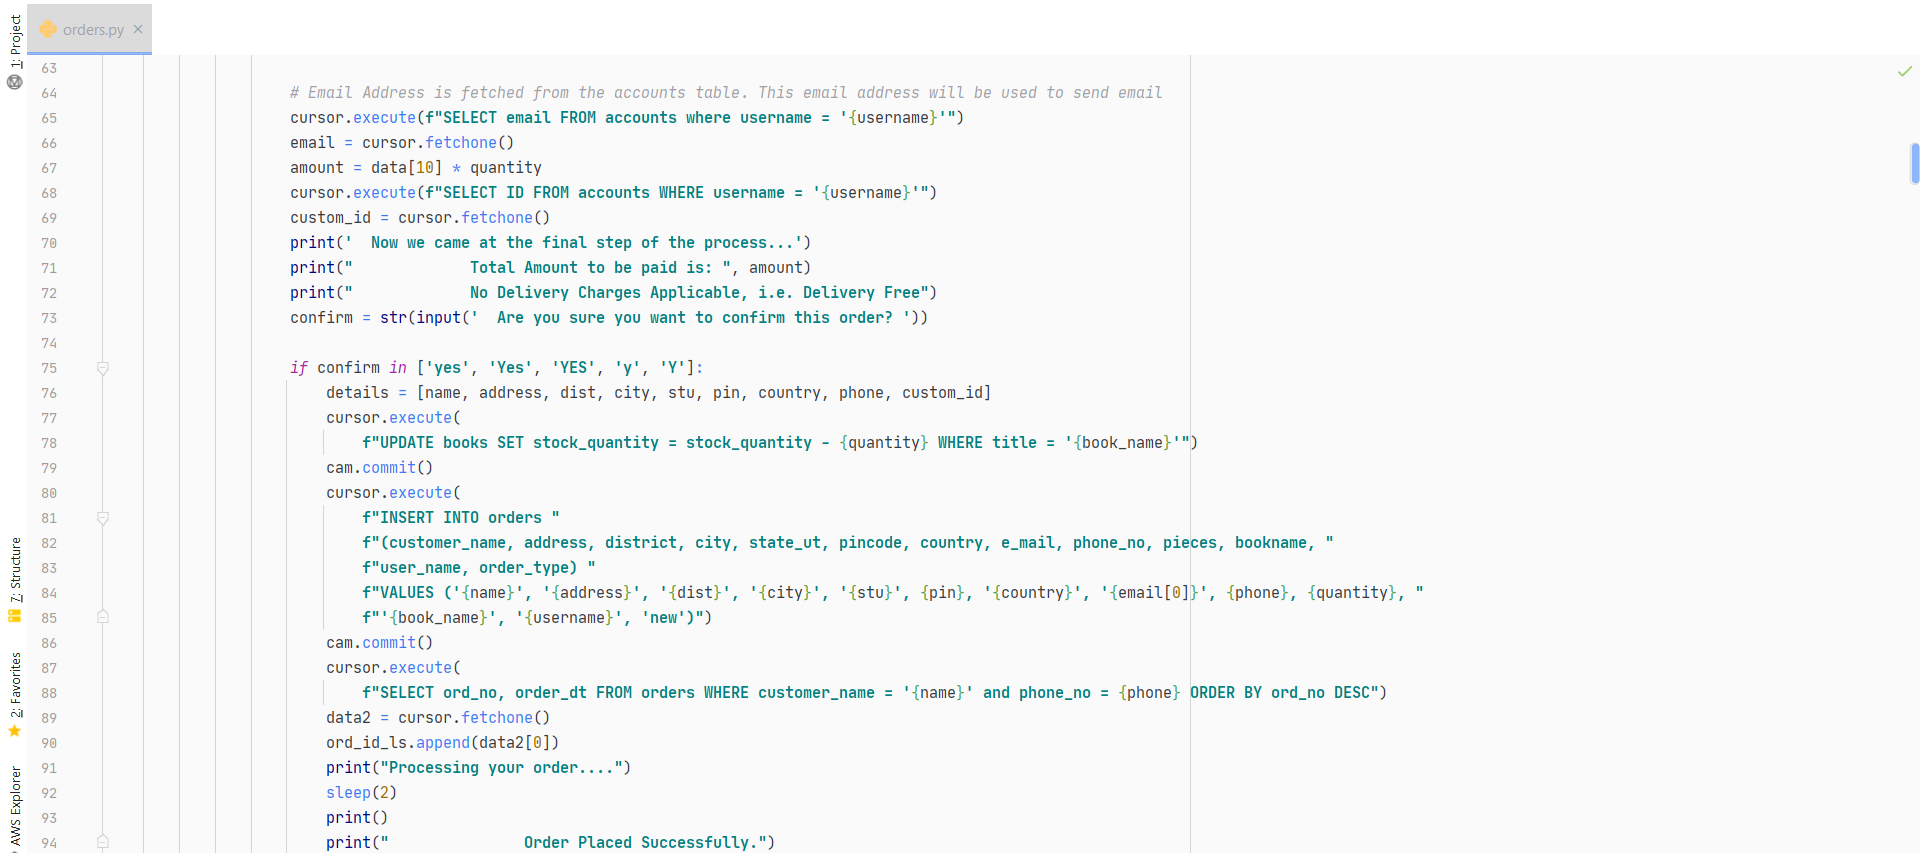 1: Project
orders.py
63
64 # Email Address is fetched from the accounts table. This email address will be used to send email
65 cursor.execute(f"SELECT email FROM accounts where username = '{username}'")
66 email = cursor.fetchone()
67 amount = data[10] * quantity
68 cursor.execute(f"SELECT ID FROM accounts WHERE username = '{username}'")
69 custom_id = cursor.fetchone()
70 print('  Now we came at the final step of the process...')
71 print("             Total Amount to be paid is: ", amount)
72 print("             No Delivery Charges Applicable, i.e. Delivery Free")
73 confirm = str(input('  Are you sure you want to confirm this order? '))
74
75 if confirm in ['yes', 'Yes', 'YES', 'y', 'Y']:
76     details = [name, address, dist, city, stu, pin, country, phone, custom_id]
77     cursor.execute(
78         f"UPDATE books SET stock_quantity = stock_quantity - {quantity} WHERE title = '{book_name}'")
79     cam.commit()
80     cursor.execute(
81         f"INSERT INTO orders "
82         f"(customer_name, address, district, city, state_ut, pincode, country, e_mail, phone_no, pieces, bookname, "
83         f"user_name, order_type) "
84         f"VALUES ('{name}', '{address}', '{dist}', '{city}', '{stu}', {pin}, '{country}', '{email[0]}', {phone}, {quantity}, "
85         f"'{book_name}', '{username}', 'new')")
86     cam.commit()
87     cursor.execute(
88         f"SELECT ord_no, order_dt FROM orders WHERE customer_name = '{name}' and phone_no = {phone} ORDER BY ord_no DESC")
89     data2 = cursor.fetchone()
90     ord_id_ls.append(data2[0])
91     print("Processing your order....")
92     sleep(2)
93     print()
94     print("               Order Placed Successfully.")
7: Structure
2: Favorites
AWS Explorer